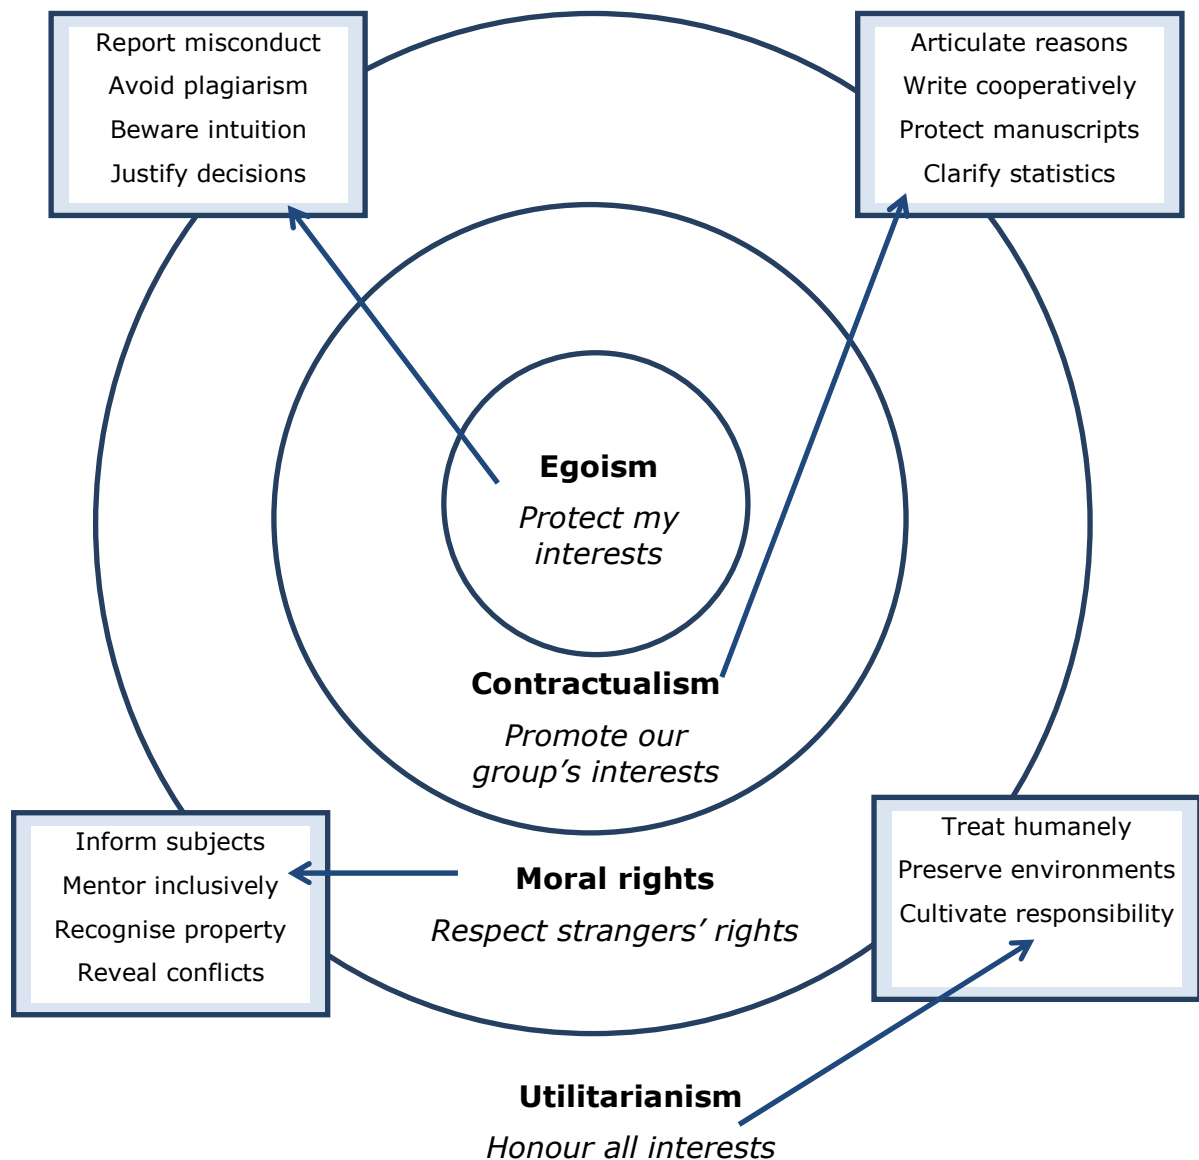 Report misconduct
Avoid plagiarism
Beware intuition
Justify decisions
Articulate reasons
Write cooperatively
Protect manuscripts
Clarify statistics
Egoism
Protect my
interests
Contractualism
Promote our
group’s interests
Inform subjects
Mentor inclusively
Recognise property
Reveal conflicts
Moral rights
Respect strangers’ rights
Treat humanely
Preserve environments
Cultivate responsibility
Utilitarianism
Honour all interests